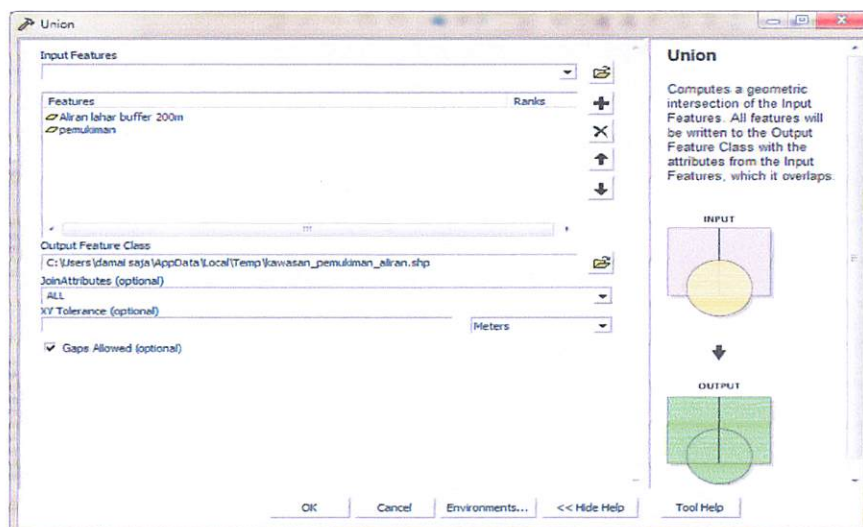 Union
Input Features
Features Ranks
Aliran lahar buffer 200m
pemukiman
Output Feature Class
C:\Users\damai saja\AppData\Local\Temp\kawasan_pemukiman_aliran.shp
JoinAttributes (optional)
ALL
XY Tolerance (optional)
Meters
Gaps Allowed (optional)
OK
Cancel
Environments...
<< Hide Help
Tool Help
Union
Computes a geometric
intersection of the Input
Features. All features will
be written to the Output
Feature Class with the
attributes from the Input
Features, which it overlaps.
INPUT
OUTPUT